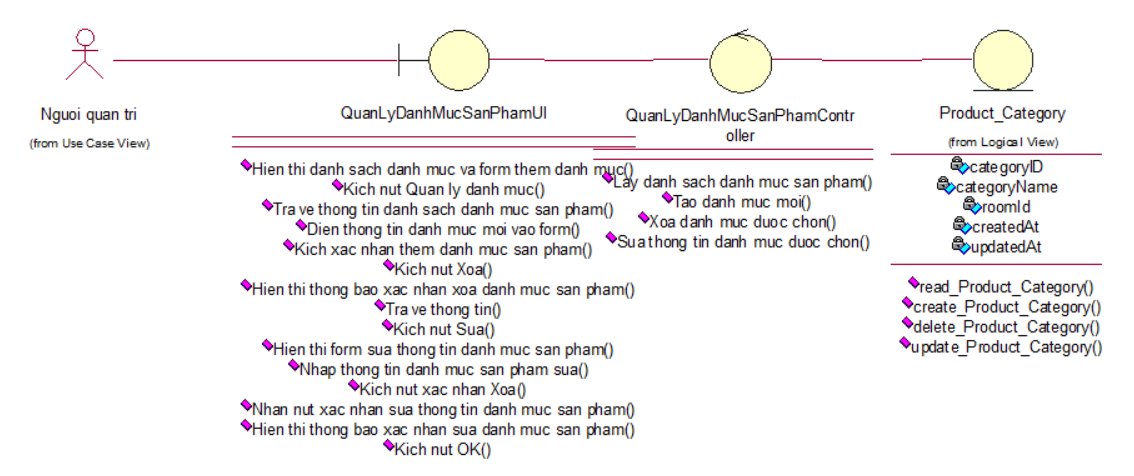 Nguoi quan tri
(from Use Case View)
QuanLyDanhMucSanPhamUI
Hien thi danh sach danh muc va form them danh muc()
Kich nut Quan ly danh muc()
Tra ve thong tin danh sach danh muc san pham()
Dien thong tin danh muc moi vao form()
Kich xac nhan them danh muc san pham()
Kich nut Xoa()
Hien thi thong bao xac nhan xoa danh muc san pham()
Tra ve thong tin()
Kich nut Sua()
Hien thi form sua thong tin danh muc san pham()
Nhap thong tin danh muc san pham sua()
Kich nut xac nhan Xoa()
Nhan nut xac nhan sua thong tin danh muc san pham()
Hien thi thong bao xac nhan sua danh muc san pham()
Kich nut OK()
QuanLyDanhMucSanPhamContr
oller
Lay danh sach danh muc san pham()
Tao danh muc moi()
Xoa danh muc duoc chon()
Sua thong tin danh muc duoc chon()
Product_Category
(from Logical View)
categoryID
categoryName
roomId
createdAt
updatedAt
read_Product_Category()
create_Product_Category()
delete_Product_Category()
update_Product_Category()